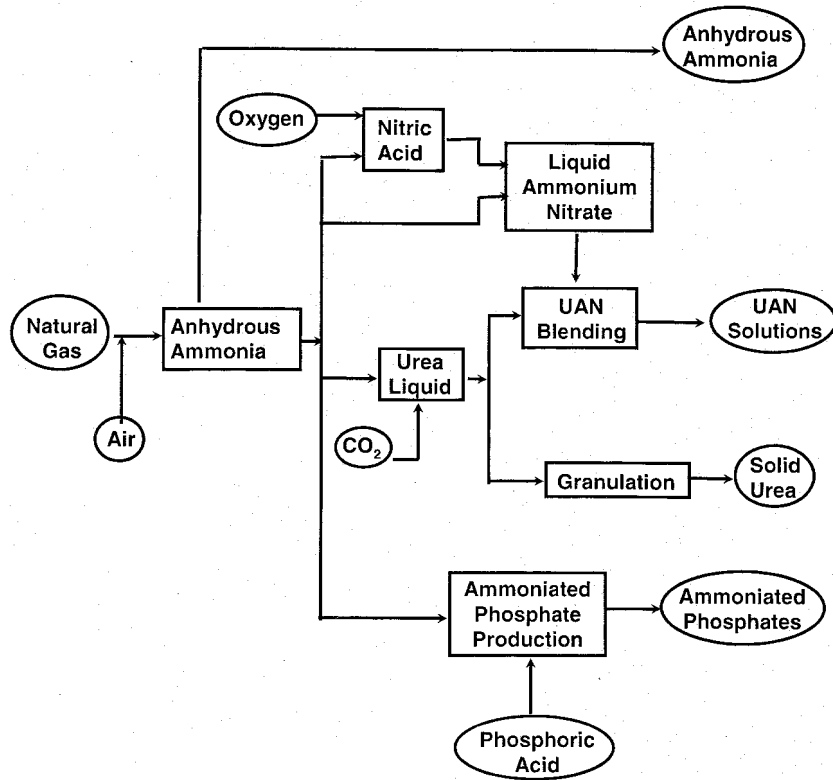 Anhydrous
Ammonia
Oxygen
Nitric
Acid
Liquid
Ammonium
Nitrate
Natural
Gas
Anhydrous
Ammonia
UAN
Blending
UAN
Solutions
Urea
Liquid
Air
CO₂
Granulation
Solid
Urea
Ammoniated
Phosphate
Production
Ammoniated
Phosphates
Phosphoric
Acid